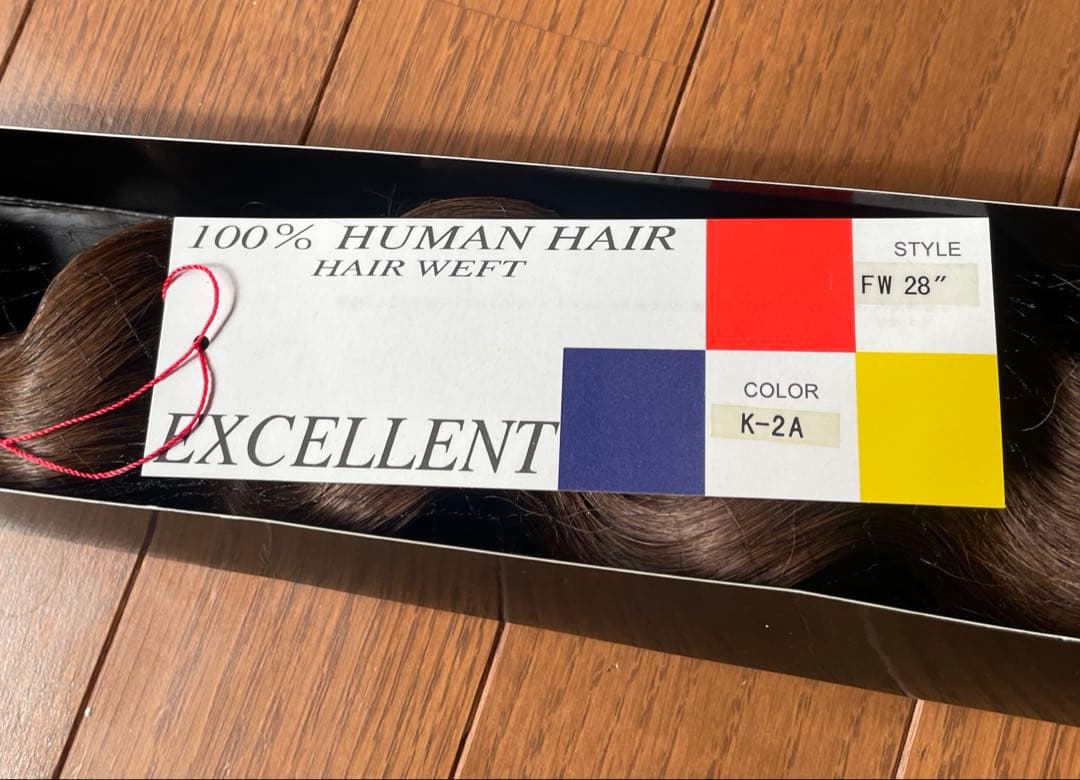 100% HUMAN HAIR
HAIR WEFT
EXCELLENT
STYLE
FW 28″
COLOR
K-2A